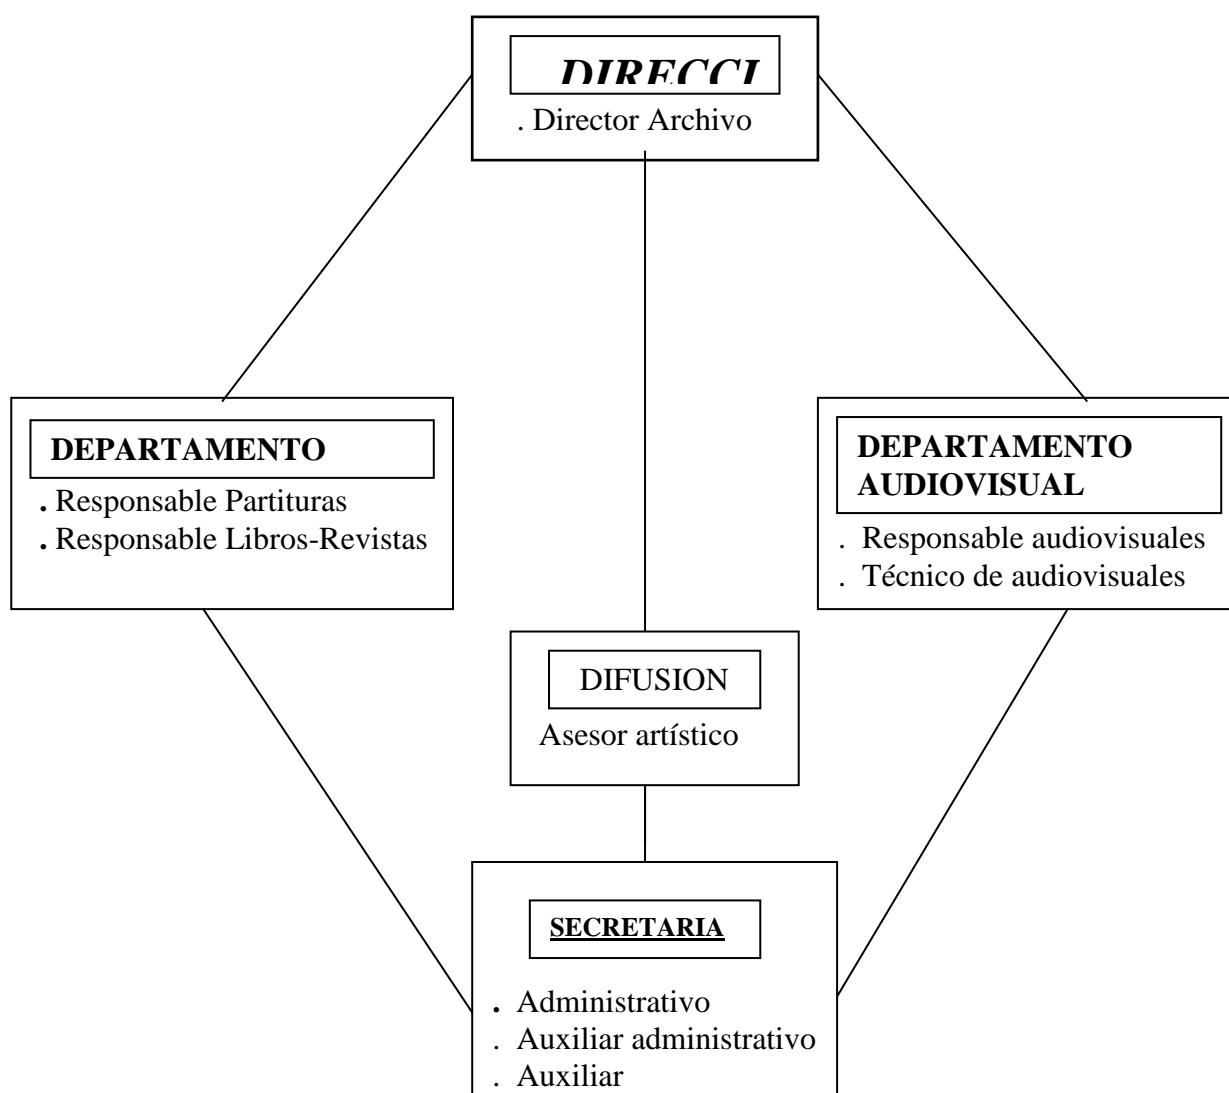 DIRECCI
. Director Archivo
DEPARTAMENTO
. Responsable Partituras
. Responsable Libros-Revistas
DEPARTAMENTO
AUDIOVISUAL
. Responsable audiovisuales
. Técnico de audiovisuales
DIFUSION
Asesor artístico
SECRETARIA
. Administrativo
. Auxiliar administrativo
. Auxiliar